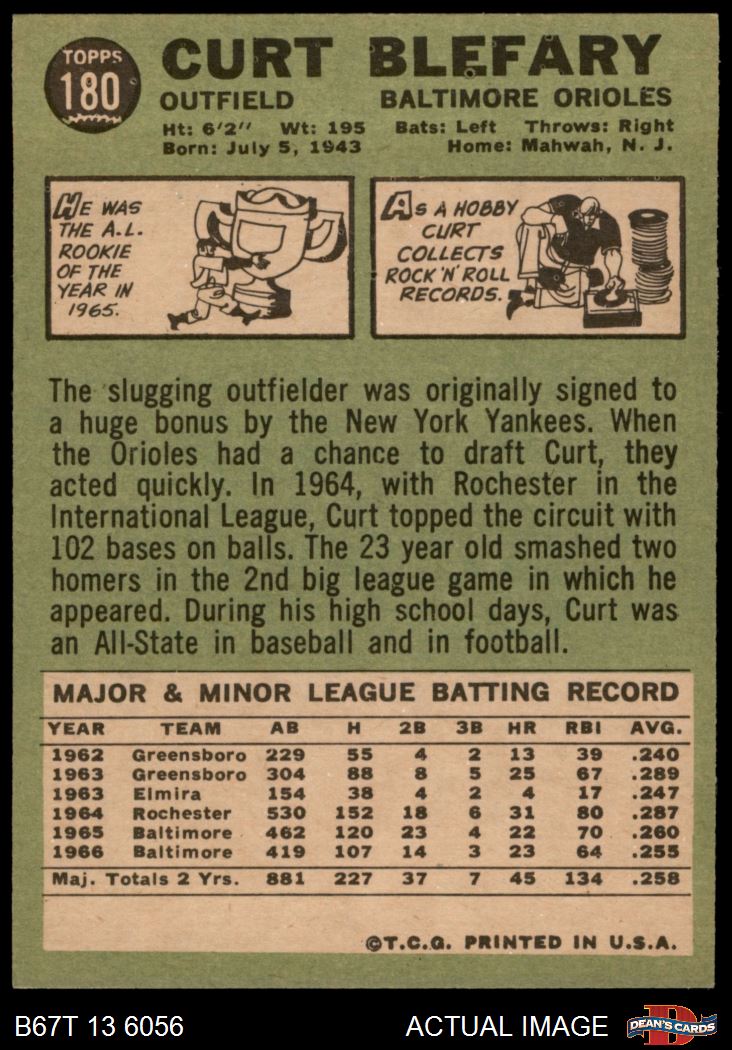 TOPPS
180
CURT BLEFARY
OUTFIELD BALTIMORE ORIOLES
Ht: 6'2" Wt: 195 Bats: Left Throws: Right
Born: July 5, 1943 Home: Mahwah, N. J.
HE WAS
THE A.L.
ROOKIE
OF THE
YEAR IN
1965.
AS A HOBBY
CURT
COLLECTS
ROCK 'N' ROLL
RECORDS.
The slugging outfielder was originally signed to
a huge bonus by the New York Yankees. When
the Orioles had a chance to draft Curt, they
acted quickly. In 1964, with Rochester in the
International League, Curt topped the circuit with
102 bases on balls. The 23 year old smashed two
homers in the 2nd big league game in which he
appeared. During his high school days, Curt was
an All-State in baseball and in football.
MAJOR & MINOR LEAGUE BATTING RECORD
YEAR TEAM AB H 2B 3B HR RBI AVG.
1962 Greensboro 229 55 4 2 13 39 .240
1963 Greensboro 304 88 8 5 25 67 .289
1963 Elmira 154 38 4 2 4 17 .247
1964 Rochester 530 152 18 6 31 80 .287
1965 Baltimore 462 120 23 4 22 70 .260
1966 Baltimore 419 107 14 3 23 64 .255
Maj. Totals 2 Yrs. 881 227 37 7 45 134 .258
©T.C.G. PRINTED IN U.S.A.
B67T 13 6056 ACTUAL IMAGE
D
DEAN'S CARDS